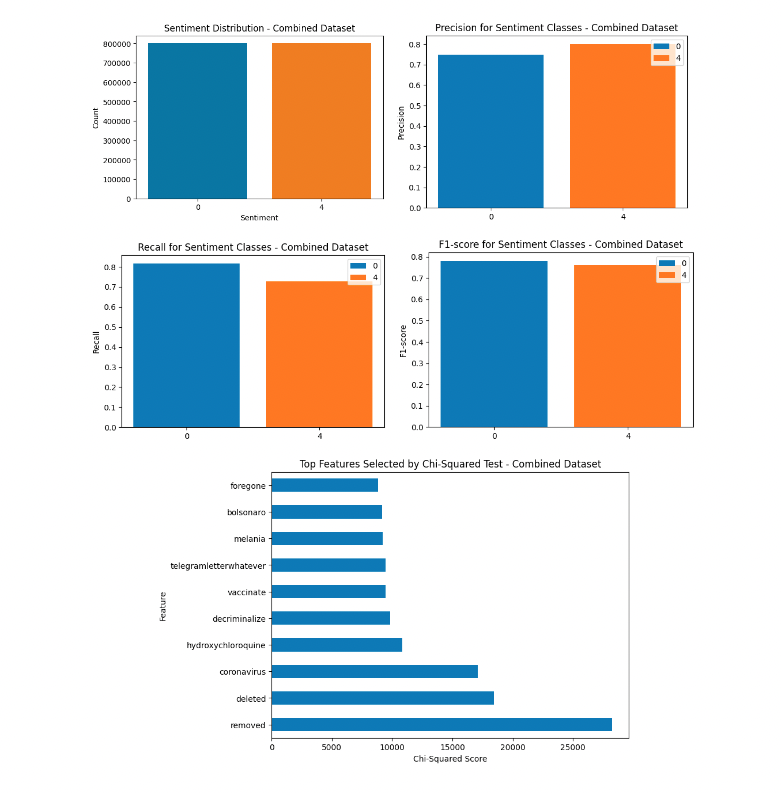 Sentiment Distribution - Combined Dataset
800000
700000
600000
500000
400000
300000
200000
100000
0
Count
0 4
Sentiment
Precision for Sentiment Classes - Combined Dataset
0.8
0.7
0.6
0.5
0.4
0.3
0.2
0.1
0.0
Precision
0
4
0 4
Recall for Sentiment Classes - Combined Dataset
0.8
0.7
0.6
0.5
0.4
0.3
0.2
0.1
0.0
Recall
0
4
0 4
F1-score for Sentiment Classes - Combined Dataset
0.8
0.7
0.6
0.5
0.4
0.3
0.2
0.1
0.0
F1-score
0
4
0 4
Top Features Selected by Chi-Squared Test - Combined Dataset
foregone
bolsonaro
melania
telegramletterwhatever
vaccinate
decriminalize
hydroxychloroquine
coronavirus
deleted
removed
Feature
0 5000 10000 15000 20000 25000
Chi-Squared Score